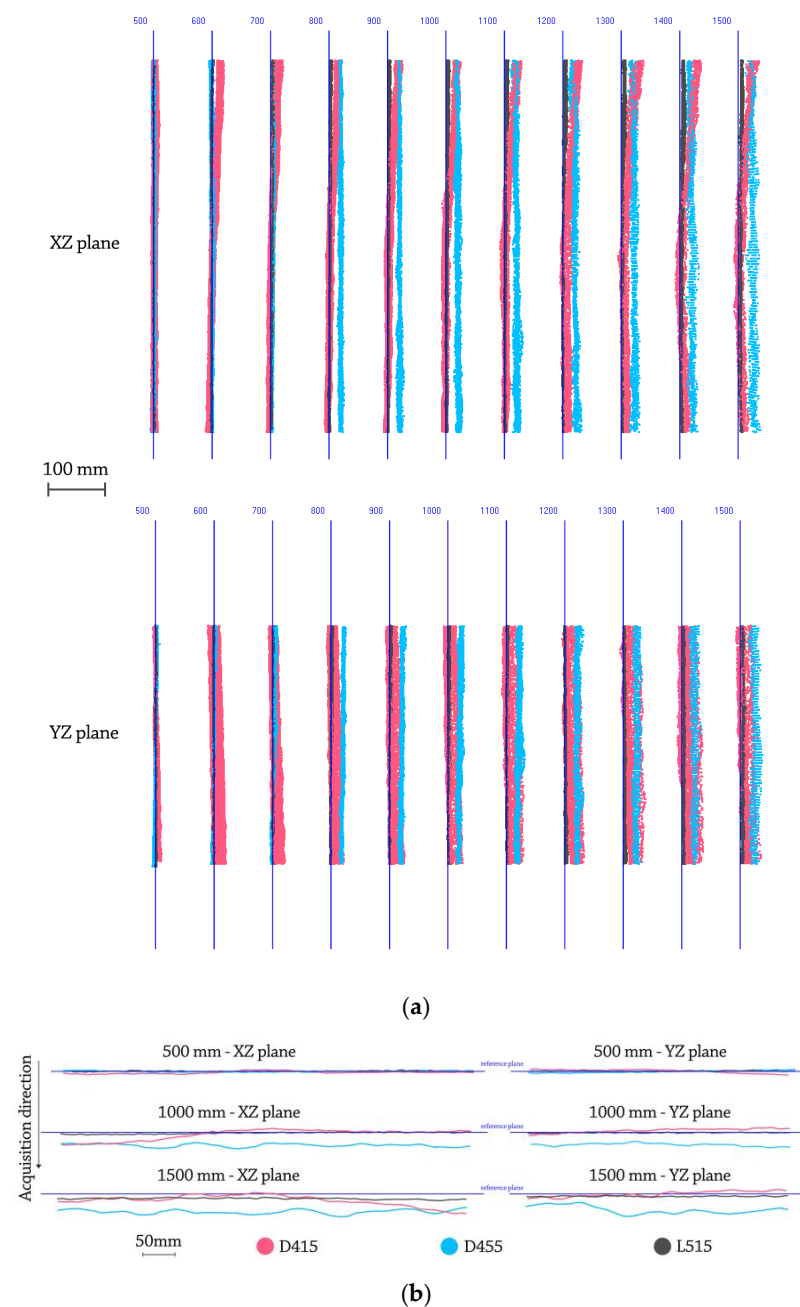 500 600 700 800 900 1000 1100 1200 1300 1400 1500
XZ plane
100 mm
500 600 700 800 900 1000 1100 1200 1300 1400 1500
YZ plane
(a)
Acquisition direction
500 mm - XZ plane reference plane 500 mm - YZ plane
1000 mm - XZ plane reference plane 1000 mm - YZ plane
1500 mm - XZ plane reference plane 1500 mm - YZ plane
50mm D415 D455 L515
(b)